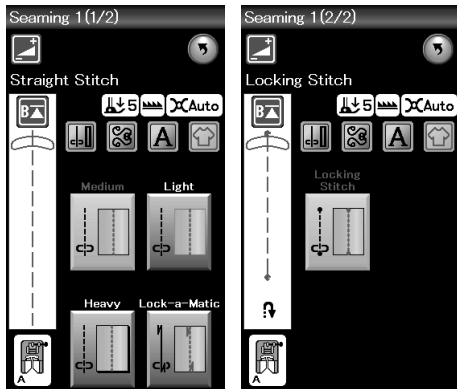 Seaming 1(1/2)
Straight Stitch
B
5
Auto
A
Medium
Light
Heavy
Lock-a-Matic
A
Seaming 1(2/2)
Locking Stitch
B
5
Auto
A
Locking
Stitch
A